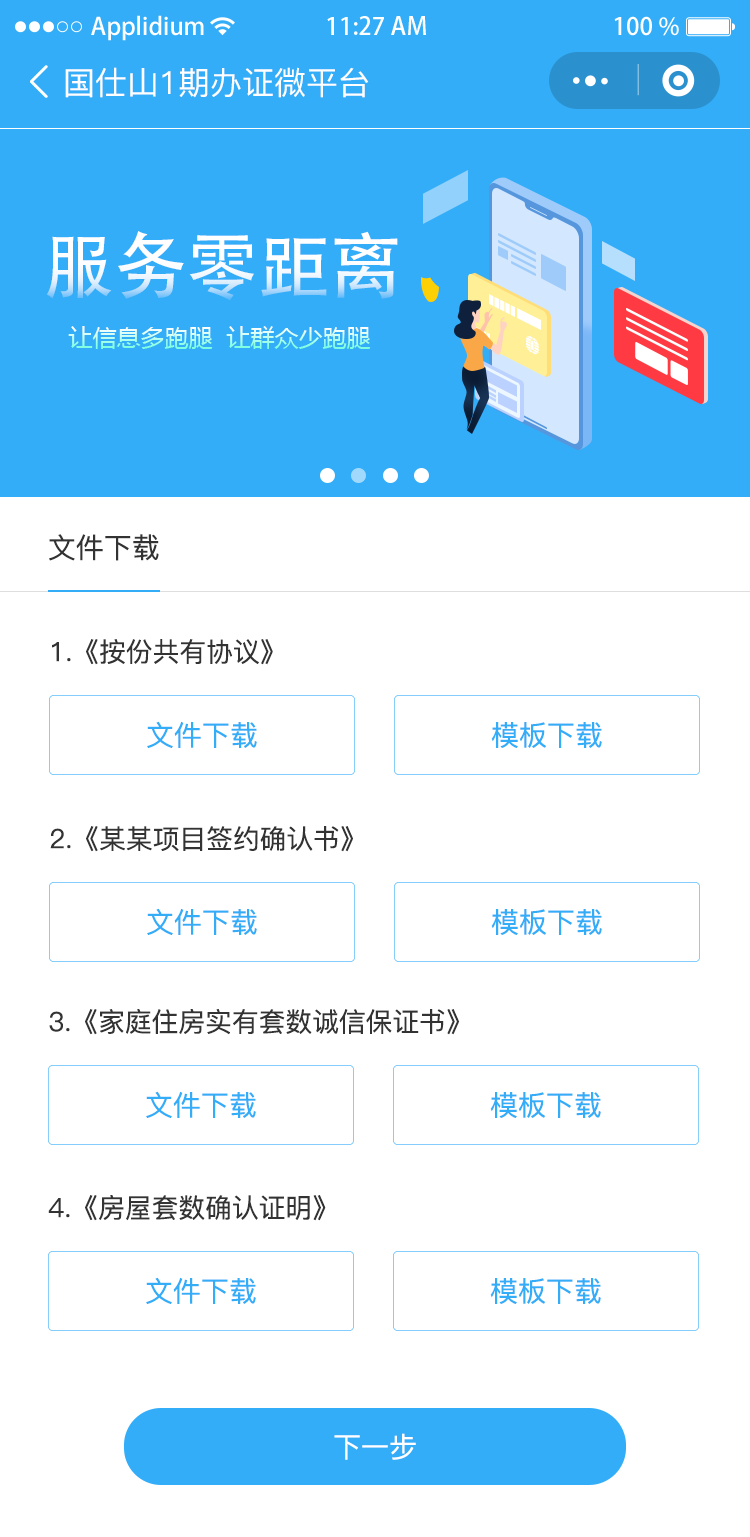 Applidium 11:27 AM 100 %
国仕山1期办证微平台
服务零距离
让信息多跑腿 让群众少跑腿
文件下载
1.《按份共有协议》
文件下载 模板下载
2.《某某项目签约确认书》
文件下载 模板下载
3.《家庭住房实有套数诚信保证书》
文件下载 模板下载
4.《房屋套数确认证明》
文件下载 模板下载
下一步